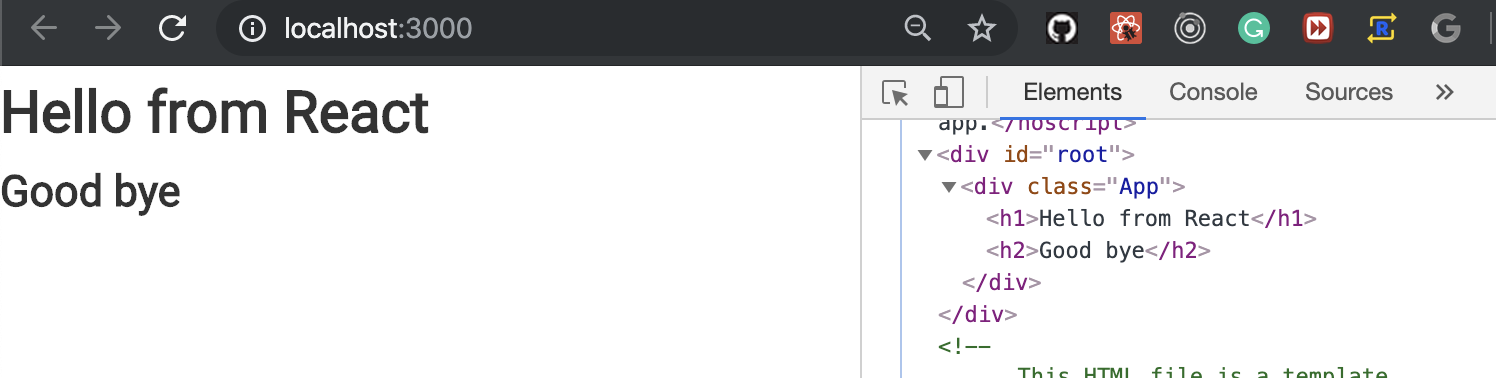 localhost:3000
Hello from React
Good bye
Elements Console Sources »
app.</noscript>
<div id="root">
<div class="App">
<h1>Hello from React</h1>
<h2>Good bye</h2>
</div>
</div>
<!--
This HTML file is a template